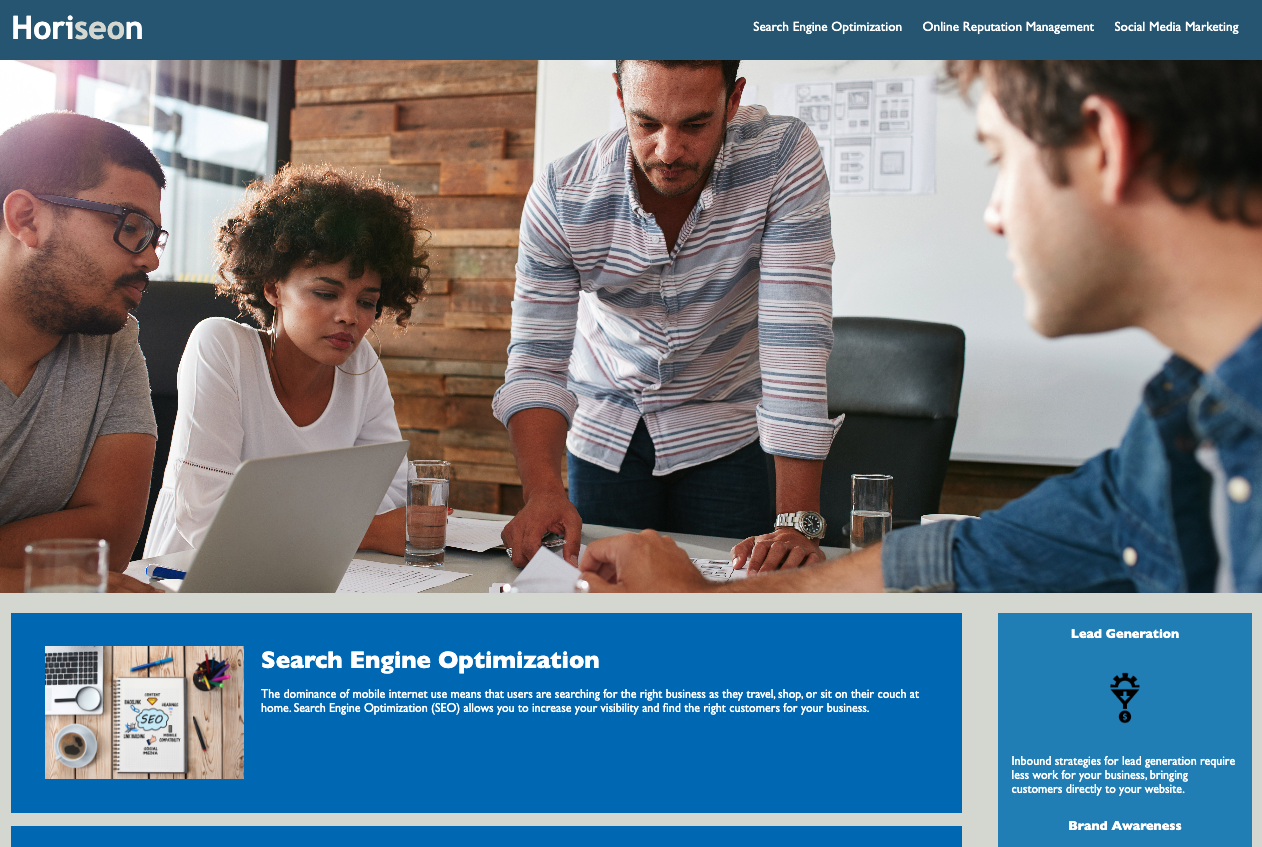 Horiseon
Search Engine Optimization
Online Reputation Management
Social Media Marketing
Search Engine Optimization
The dominance of mobile internet use means that users are searching for the right business as they travel, shop, or sit on their couch at
home. Search Engine Optimization (SEO) allows you to increase your visibility and find the right customers for your business.
SEO
CONTENT
SOCIAL
MEDIA
Lead Generation
$
Inbound strategies for lead generation require
less work for your business, bringing
customers directly to your website.
Brand Awareness